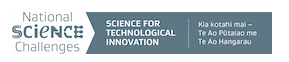 National
SCIENCE
Challenges
SCIENCE FOR
TECHNOLOGICAL
INNOVATION
Kia kotahi mai –
Te Ao Pūtaiao me
Te Ao Hangarau